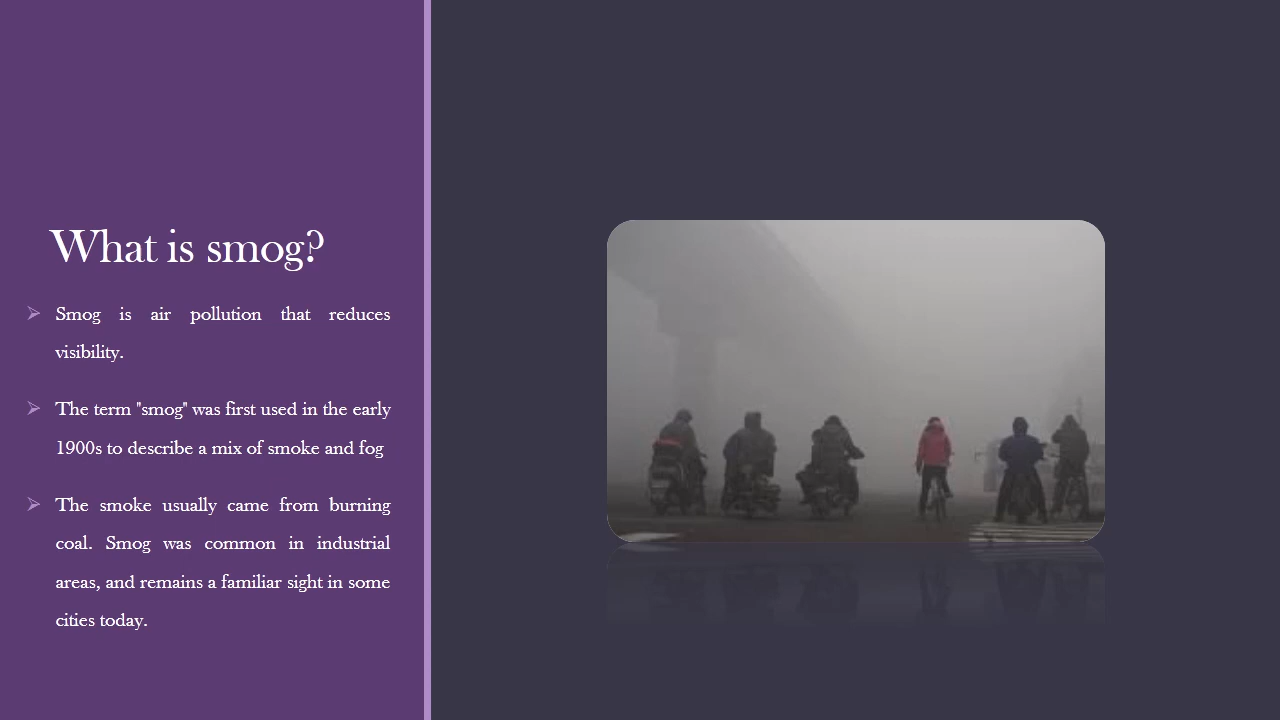 What is smog?
Smog is air pollution that reduces
visibility.
The term "smog" was first used in the early
1900s to describe a mix of smoke and fog
The smoke usually came from burning
coal. Smog was common in industrial
areas, and remains a familiar sight in some
cities today.